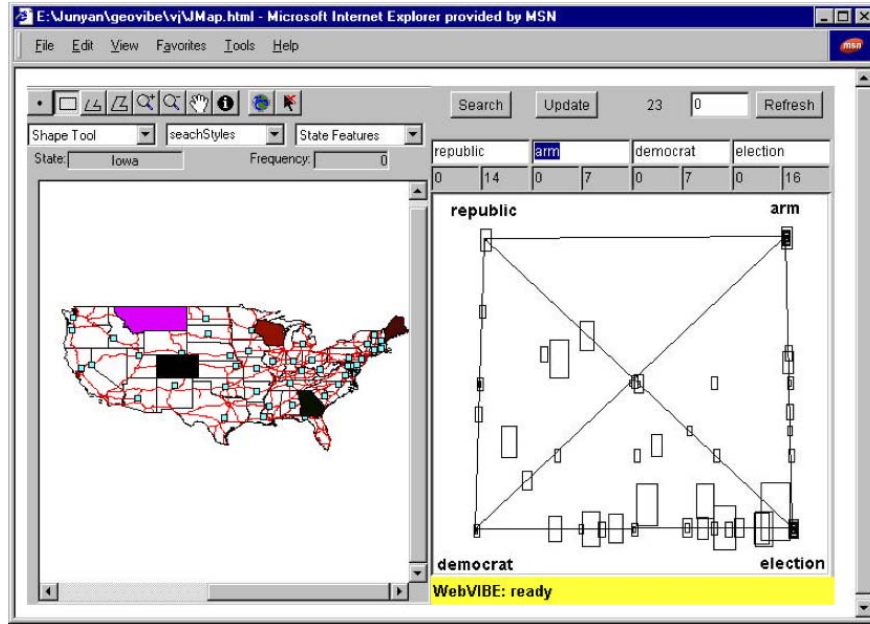 E:\Junyan\geovibe\vj\JMap.html - Microsoft Internet Explorer provided by MSN
File Edit View Favorites Tools Help
msn
Search Update 23 0 Refresh
Shape Tool seachStyles State Features
State: Iowa Frequency: 0
republic arm democrat election
0 14 0 7 0 7 0 16
republic arm
democrat election
WebVIBE: ready